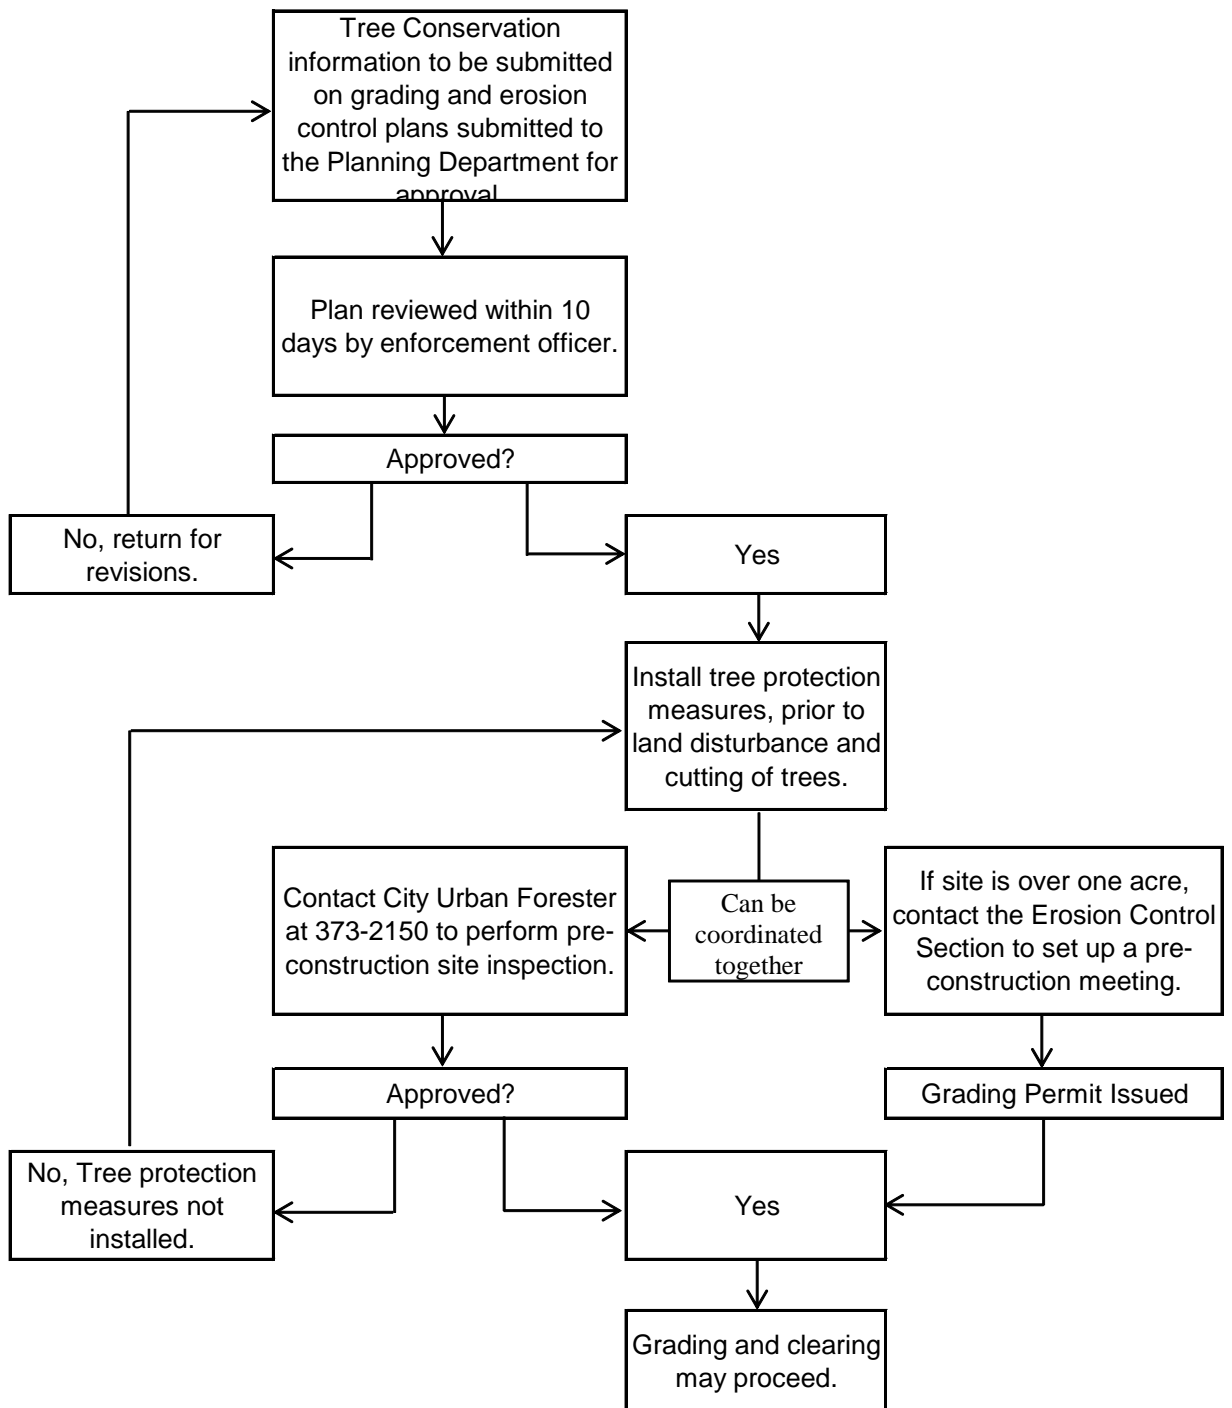 Tree Conservation
information to be submitted
on grading and erosion
control plans submitted to
the Planning Department for
approval
Plan reviewed within 10
days by enforcement officer.
Approved?
No, return for
revisions.
Yes
Install tree protection
measures, prior to
land disturbance and
cutting of trees.
Contact City Urban Forester
at 373-2150 to perform pre-
construction site inspection.
Can be
coordinated
together
If site is over one acre,
contact the Erosion Control
Section to set up a pre-
construction meeting.
Approved?
Grading Permit Issued
No, Tree protection
measures not
installed.
Yes
Grading and clearing
may proceed.